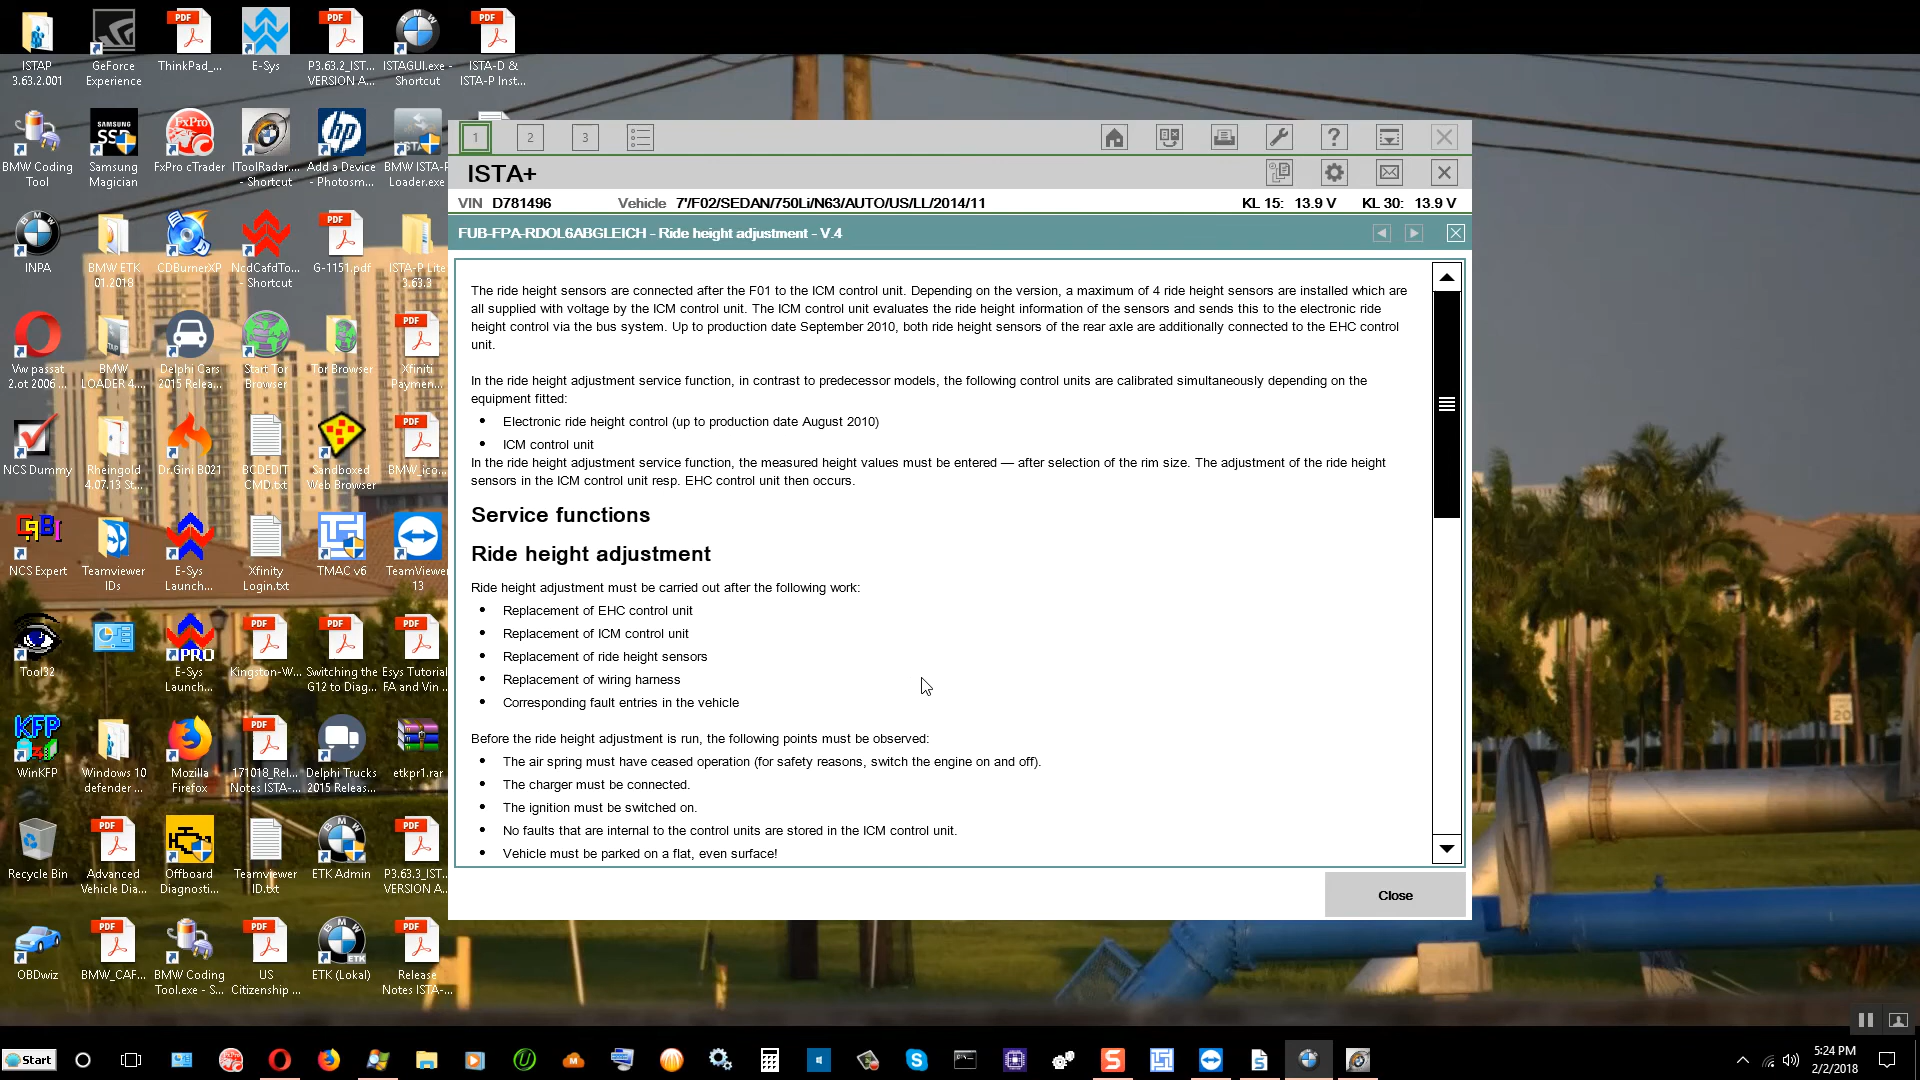 ISTAP 3.63.2.001
GeForce Experience
ThinkPad_...
E-Sys
P3.63.2_IST... VERSION A...
ISTAGUI.exe - Shortcut
ISTA-D & ISTA-P Inst...
BMW Coding Tool
SAMSUNG SSD
Samsung Magician
FxPro cTrader
IToolRadar.... - Shortcut
Add a Device - Photosm...
BMW ISTA-P Loader.exe
INPA
BMW ETK 01.2018
CDBurnerXP
NcdCafdTo... - Shortcut
G-1151.pdf
ISTA-P Lite 3.63.3
Vw passat 2.ot 2006 ...
BMW LOADER 4....
Delphi Cars 2015 Relea...
Start Tor Browser
Tor Browser
Xfiniti Paymen...
NCS Dummy
Rheingold 4.07.13 St...
Dr.Gini B021
BCDEDIT CMD.txt
Sandboxed Web Browser
BMW_ico...
NCS Expert
Teamviewer IDs
E-Sys Launch...
Xfinity Login.txt
TMAC v6
TeamViewer 13
Tool32
E-Sys Launch...
Kingston-W...
Switching the G12 to Diag...
Esys Tutorial FA and Vin ...
WinKFP
Windows 10 defender ...
Mozilla Firefox
171018_Rel... Notes ISTA-...
Delphi Trucks 2015 Releas...
etkpr1.rar
Recycle Bin
Advanced Vehicle Dia...
Offboard Diagnosti...
Teamviewer ID.txt
ETK Admin
P3.63.3_IST... VERSION A...
OBDwiz
BMW_CAF...
BMW Coding Tool.exe - S...
US Citizenship ...
ETK (Lokal)
Release Notes ISTA-...
1 2 3
ISTA+
VIN D781496 Vehicle 7'/F02/SEDAN/750Li/N63/AUTO/US/LL/2014/11 KL 15: 13.9 V KL 30: 13.9 V
FUB-FPA-RDOL6ABGLEICH - Ride height adjustment - V.4
The ride height sensors are connected after the F01 to the ICM control unit. Depending on the version, a maximum of 4 ride height sensors are installed which are
all supplied with voltage by the ICM control unit. The ICM control unit evaluates the ride height information of the sensors and sends this to the electronic ride
height control via the bus system. Up to production date September 2010, both ride height sensors of the rear axle are additionally connected to the EHC control
unit.
In the ride height adjustment service function, in contrast to predecessor models, the following control units are calibrated simultaneously depending on the
equipment fitted:
• Electronic ride height control (up to production date August 2010)
• ICM control unit
In the ride height adjustment service function, the measured height values must be entered — after selection of the rim size. The adjustment of the ride height
sensors in the ICM control unit resp. EHC control unit then occurs.
Service functions
Ride height adjustment
Ride height adjustment must be carried out after the following work:
• Replacement of EHC control unit
• Replacement of ICM control unit
• Replacement of ride height sensors
• Replacement of wiring harness
• Corresponding fault entries in the vehicle
Before the ride height adjustment is run, the following points must be observed:
• The air spring must have ceased operation (for safety reasons, switch the engine on and off).
• The charger must be connected.
• The ignition must be switched on.
• No faults that are internal to the control units are stored in the ICM control unit.
• Vehicle must be parked on a flat, even surface!
Close
Start
5:24 PM
2/2/2018